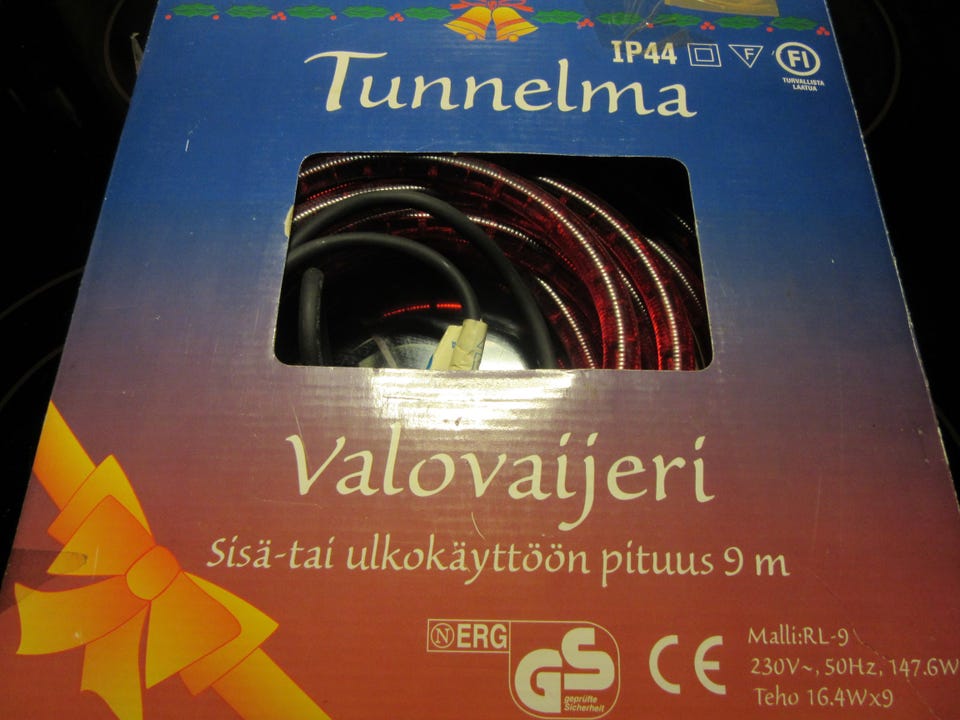 IP44
F
FI
TURVALLISTA
LAATUA
Tunnelma
Valovaijeri
Sisä-tai ulkokäyttöön pituus 9 m
N ERG
GS
geprüfte
Sicherheit
CE
Malli:RL-9
230V~, 50Hz, 147.6W
Teho 16.4Wx9